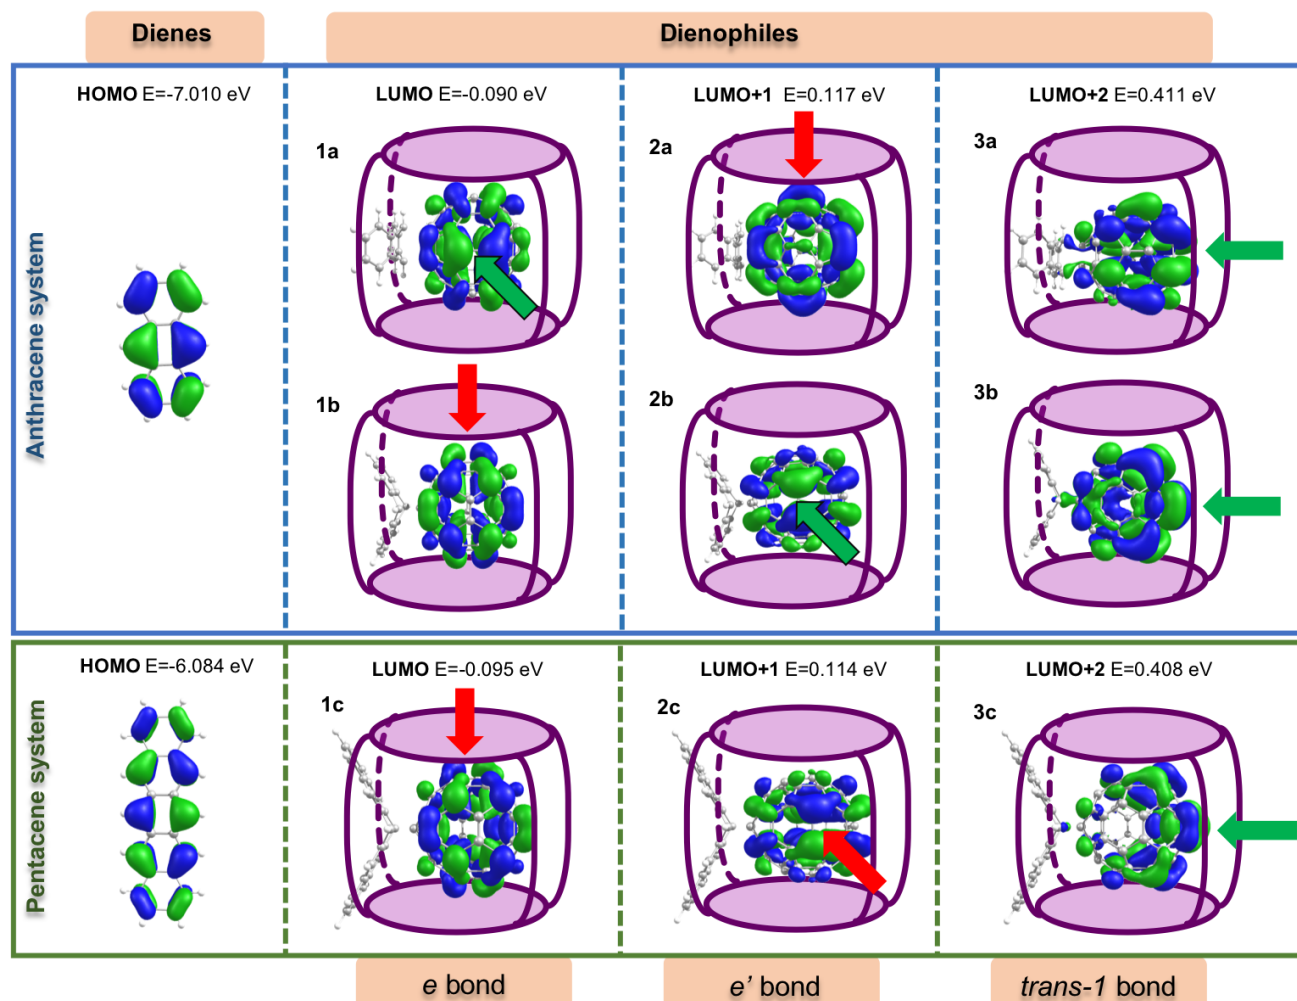 Dienes
Dienophiles
Anthracene system
HOMO E=-7.010 eV
LUMO E=-0.090 eV
LUMO+1 E=0.117 eV
LUMO+2 E=0.411 eV
1a
2a
3a
1b
2b
3b
Pentacene system
HOMO E=-6.084 eV
LUMO E=-0.095 eV
LUMO+1 E=0.114 eV
LUMO+2 E=0.408 eV
1c
2c
3c
e bond
e’ bond
trans-1 bond